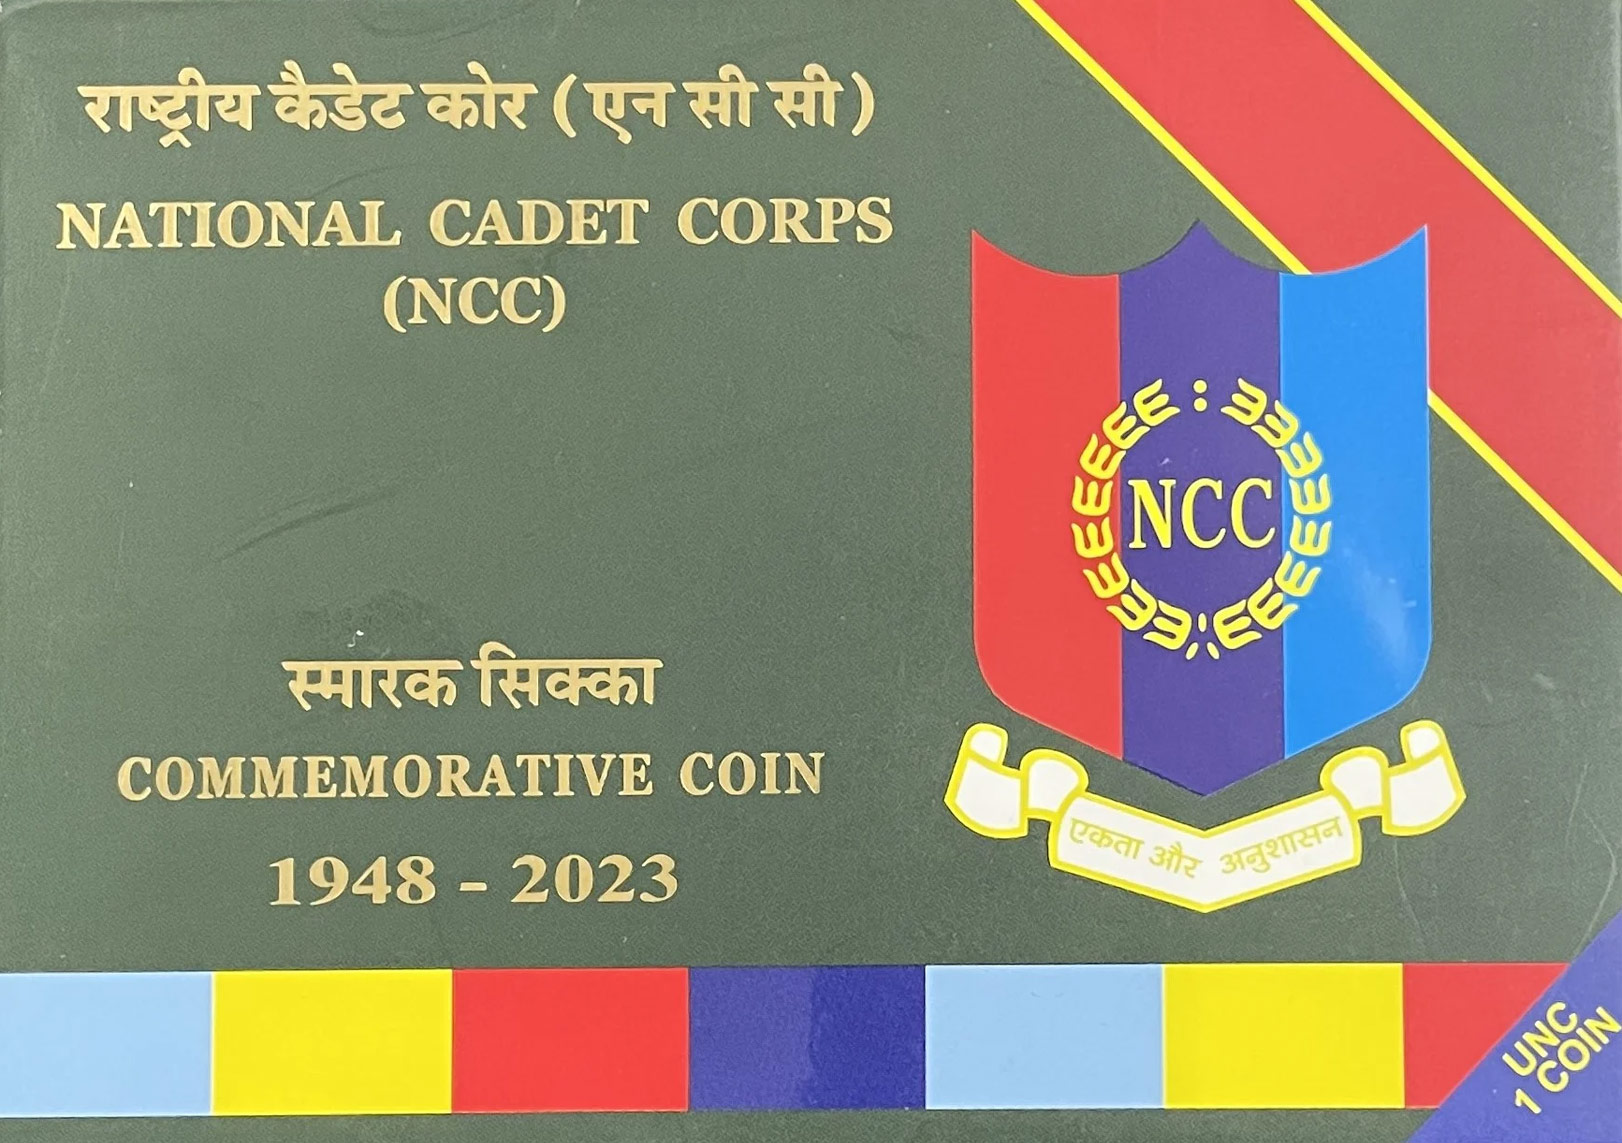 राष्ट्रीय कैडेट कोर ( एन सी सी )
NATIONAL CADET CORPS
(NCC)
NCC
एकता और अनुशासन
स्मारक सिक्का
COMMEMORATIVE COIN
1948 - 2023
UNC
1 COIN